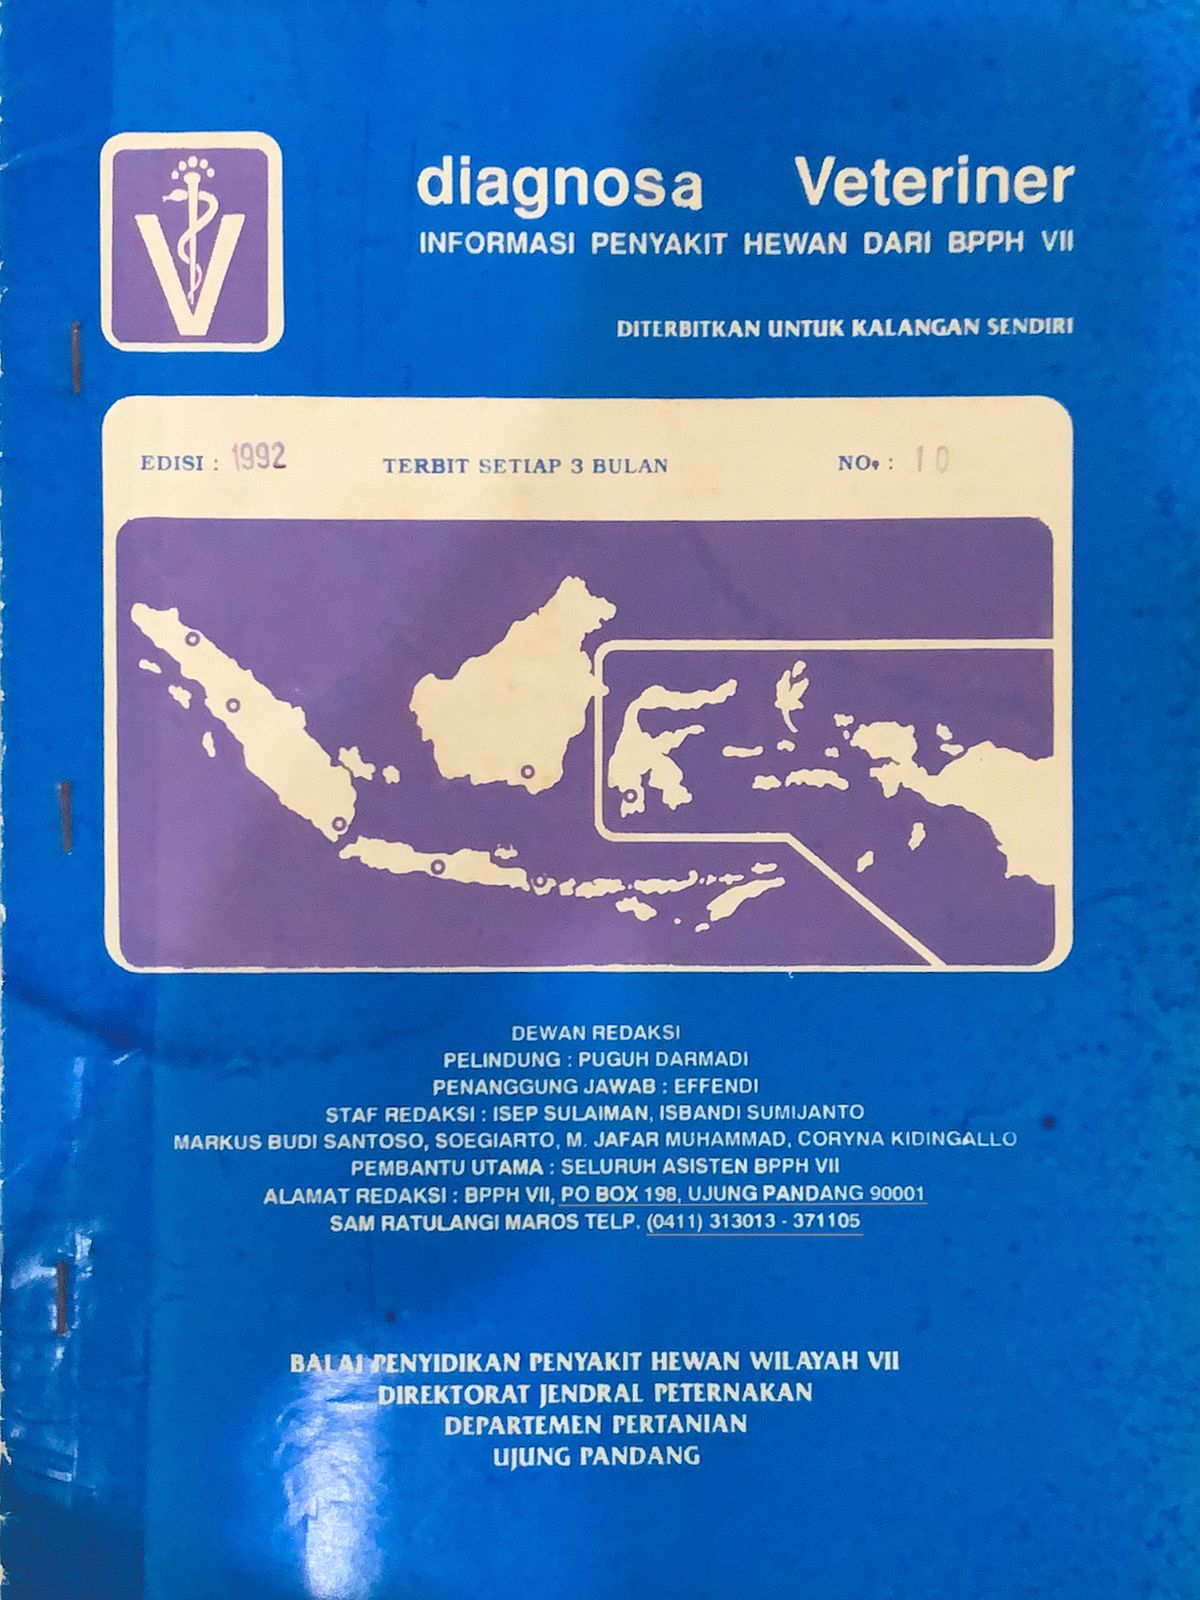 diagnosa Veteriner
INFORMASI PENYAKIT HEWAN DARI BPPH VII
DITERBITKAN UNTUK KALANGAN SENDIRI
EDISI : 1992 TERBIT SETIAP 3 BULAN NO. : 10
DEWAN REDAKSI
PELINDUNG : PUGUH DARMADI
PENANGGUNG JAWAB : EFFENDI
STAF REDAKSI : ISEP SULAIMAN, ISBANDI SUMIJANTO
MARKUS BUDI SANTOSO, SOEGIARTO, M. JAFAR MUHAMMAD, CORYNA KIDINGALLO
PEMBANTU UTAMA : SELURUH ASISTEN BPPH VII
ALAMAT REDAKSI : BPPH VII, PO BOX 198, UJUNG PANDANG 90001
SAM RATULANGI MAROS TELP. (0411) 313013 - 371105
BALAI PENYIDIKAN PENYAKIT HEWAN WILAYAH VII
DIREKTORAT JENDRAL PETERNAKAN
DEPARTEMEN PERTANIAN
UJUNG PANDANG